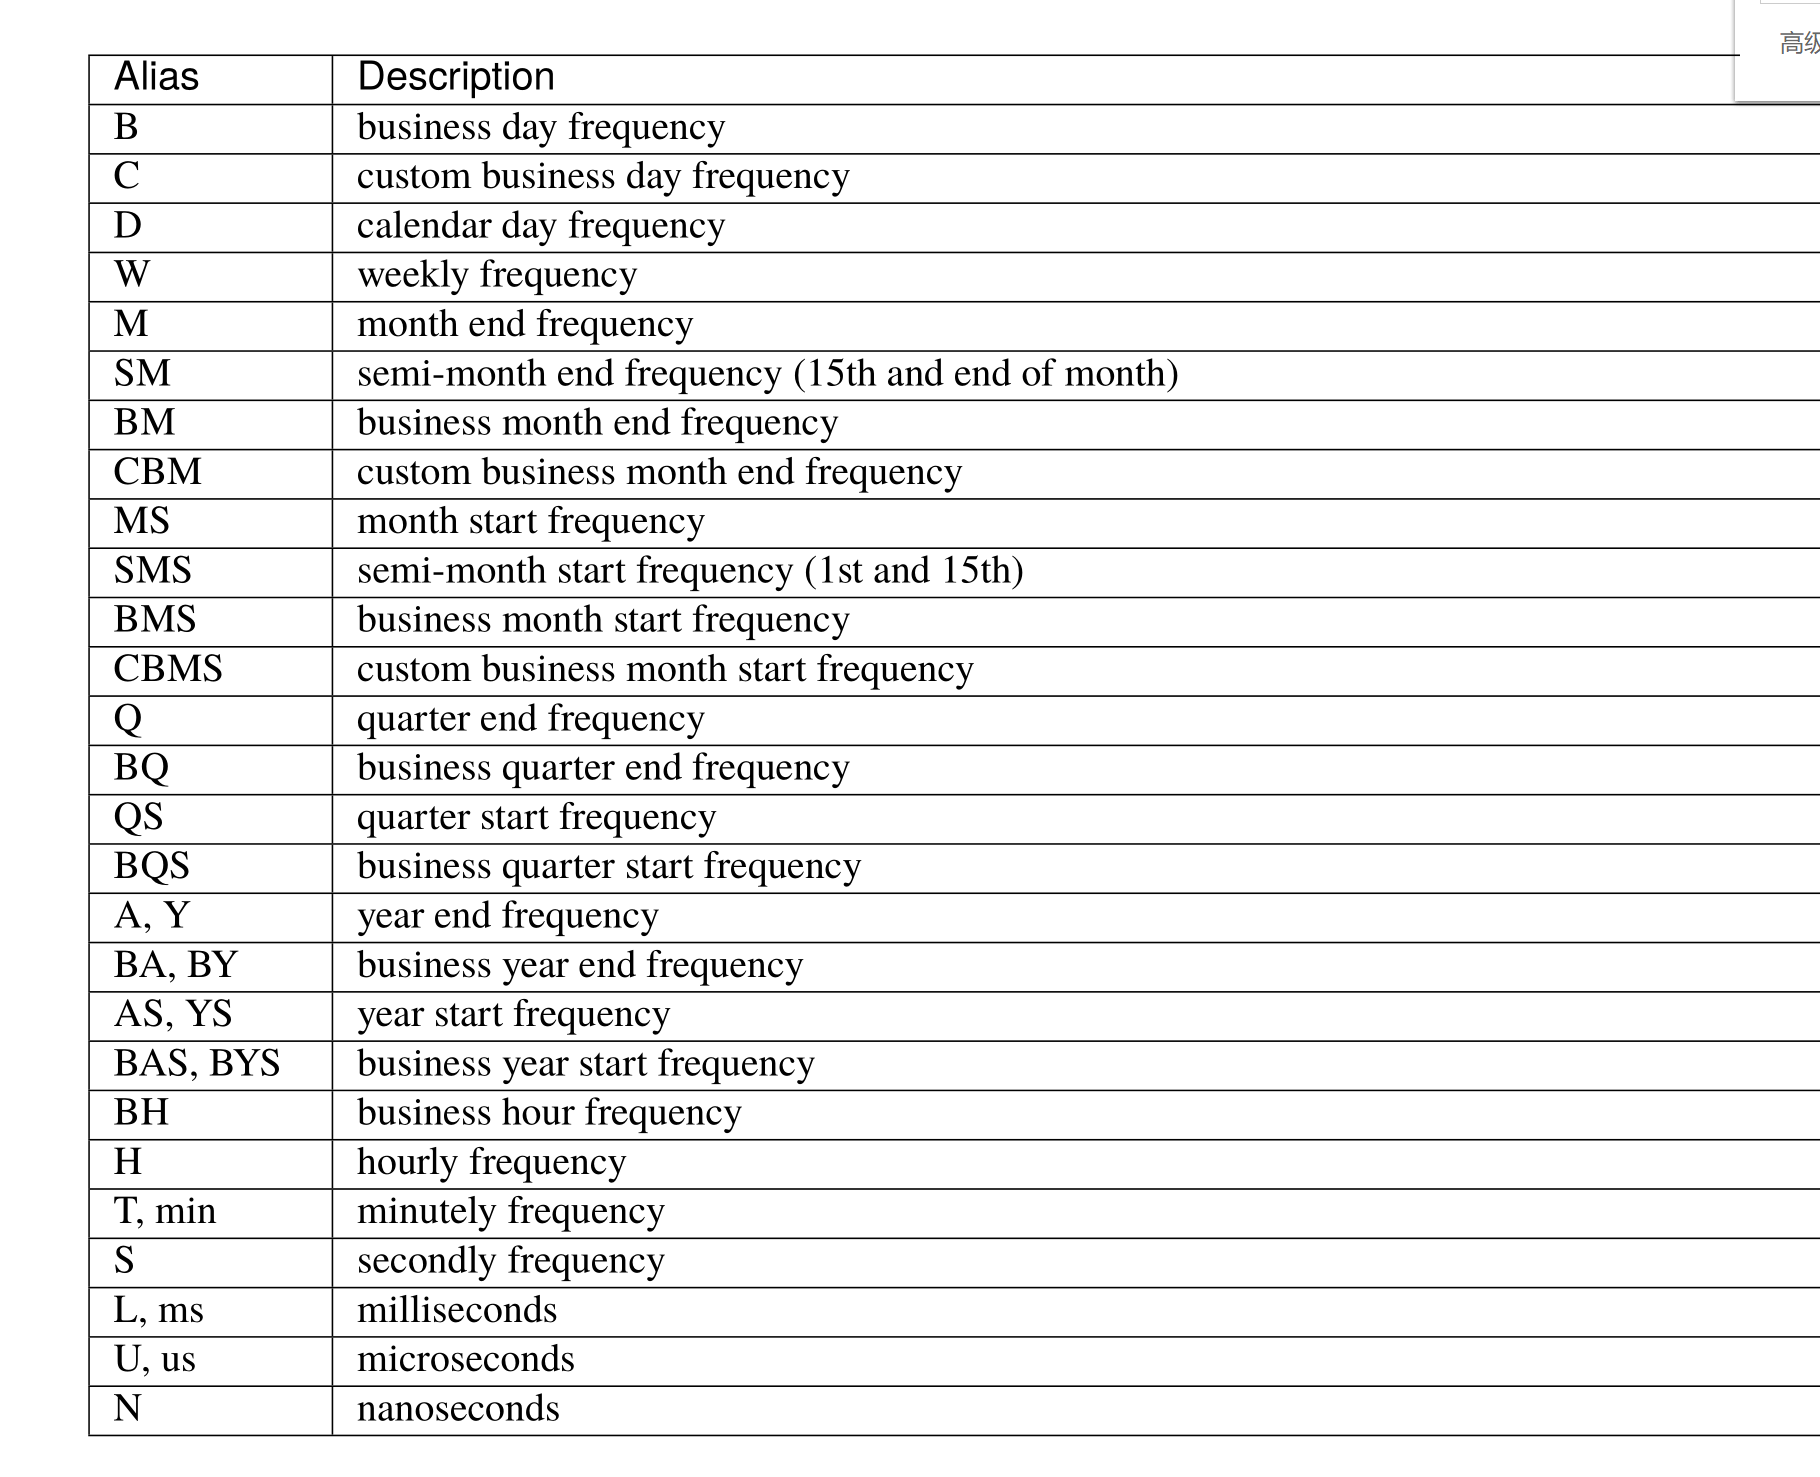 高级
Alias Description
B business day frequency
C custom business day frequency
D calendar day frequency
W weekly frequency
M month end frequency
SM semi-month end frequency (15th and end of month)
BM business month end frequency
CBM custom business month end frequency
MS month start frequency
SMS semi-month start frequency (1st and 15th)
BMS business month start frequency
CBMS custom business month start frequency
Q quarter end frequency
BQ business quarter end frequency
QS quarter start frequency
BQS business quarter start frequency
A, Y year end frequency
BA, BY business year end frequency
AS, YS year start frequency
BAS, BYS business year start frequency
BH business hour frequency
H hourly frequency
T, min minutely frequency
S secondly frequency
L, ms milliseconds
U, us microseconds
N nanoseconds